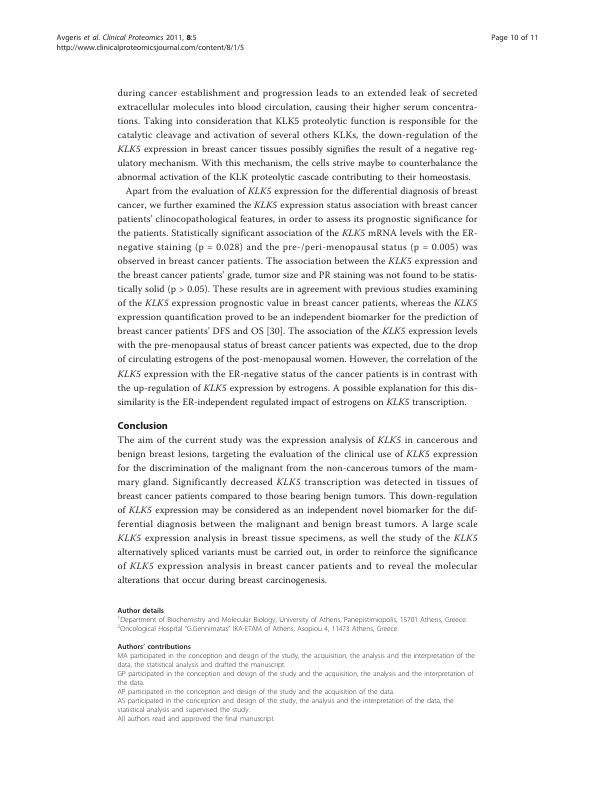 Avgeris et al. Clinical Proteomics 2011, 8:5
http://www.clinicalproteomicsjournal.com/content/8/1/5
Page 10 of 11
during cancer establishment and progression leads to an extended leak of secreted
extracellular molecules into blood circulation, causing their higher serum concentra-
tions. Taking into consideration that KLK5 proteolytic function is responsible for the
catalytic cleavage and activation of several others KLKs, the down-regulation of the
KLK5 expression in breast cancer tissues possibly signifies the result of a negative reg-
ulatory mechanism. With this mechanism, the cells strive maybe to counterbalance the
abnormal activation of the KLK proteolytic cascade contributing to their homeostasis.
Apart from the evaluation of KLK5 expression for the differential diagnosis of breast
cancer, we further examined the KLK5 expression status association with breast cancer
patients' clinocopathological features, in order to assess its prognostic significance for
the patients. Statistically significant association of the KLK5 mRNA levels with the ER-
negative staining (p = 0.028) and the pre-/peri-menopausal status (p = 0.005) was
observed in breast cancer patients. The association between the KLK5 expression and
the breast cancer patients' grade, tumor size and PR staining was not found to be statis-
tically solid (p > 0.05). These results are in agreement with previous studies examining
of the KLK5 expression prognostic value in breast cancer patients, whereas the KLK5
expression quantification proved to be an independent biomarker for the prediction of
breast cancer patients' DFS and OS [30]. The association of the KLK5 expression levels
with the pre-menopausal status of breast cancer patients was expected, due to the drop
of circulating estrogens of the post-menopausal women. However, the correlation of the
KLK5 expression with the ER-negative status of the cancer patients is in contrast with
the up-regulation of KLK5 expression by estrogens. A possible explanation for this dis-
similarity is the ER-independent regulated impact of estrogens on KLK5 transcription.
Conclusion
The aim of the current study was the expression analysis of KLK5 in cancerous and
benign breast lesions, targeting the evaluation of the clinical use of KLK5 expression
for the discrimination of the malignant from the non-cancerous tumors of the mam-
mary gland. Significantly decreased KLK5 transcription was detected in tissues of
breast cancer patients compared to those bearing benign tumors. This down-regulation
of KLK5 expression may be considered as an independent novel biomarker for the dif-
ferential diagnosis between the malignant and benign breast tumors. A large scale
KLK5 expression analysis in breast tissue specimens, as well the study of the KLK5
alternatively spliced variants must be carried out, in order to reinforce the significance
of KLK5 expression analysis in breast cancer patients and to reveal the molecular
alterations that occur during breast carcinogenesis.
Author details
1Department of Biochemistry and Molecular Biology, University of Athens, Panepistimiopolis, 15701 Athens, Greece.
2Oncological Hospital "G.Gennimatas" IKA-ETAM of Athens, Asopiou 4, 11473 Athens, Greece.
Authors' contributions
MA participated in the conception and design of the study, the acquisition, the analysis and the interpretation of the
data, the statistical analysis and drafted the manuscript.
GP participated in the conception and design of the study and the acquisition, the analysis and the interpretation of
the data.
AP participated in the conception and design of the study and the acquisition of the data.
AS participated in the conception and design of the study, the analysis and the interpretation of the data, the
statistical analysis and supervised the study.
All authors read and approved the final manuscript.